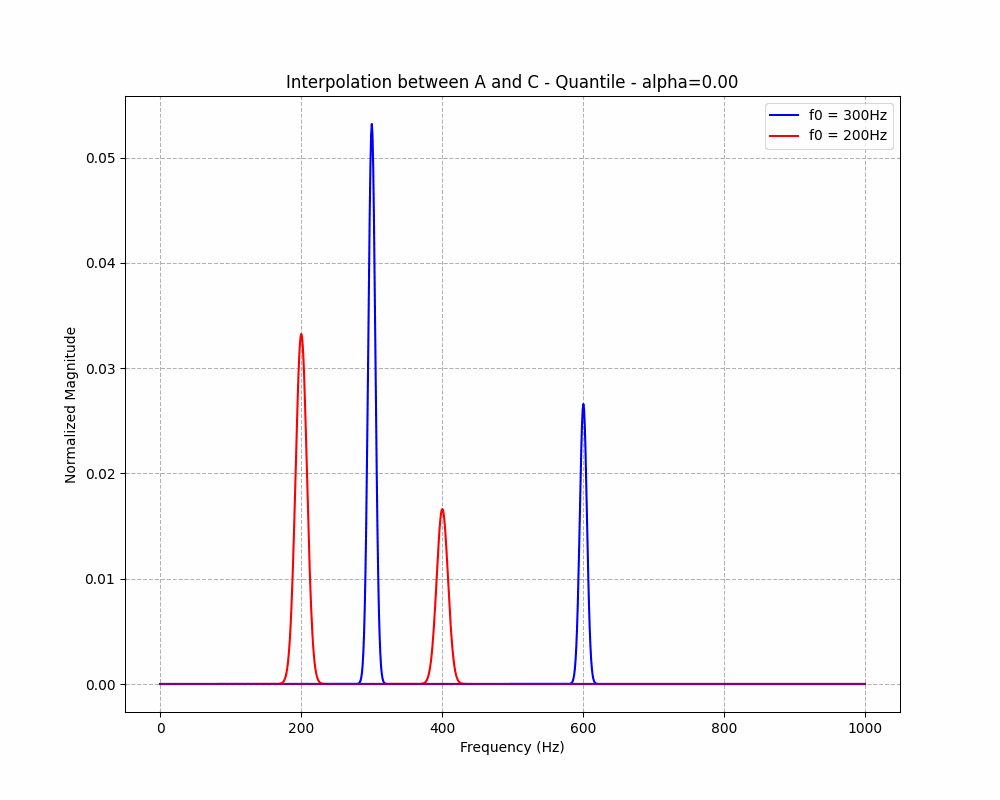 Interpolation between A and C - Quantile - alpha=0.00
f0 = 300Hz
f0 = 200Hz
Normalized Magnitude
0.05
0.04
0.03
0.02
0.01
0.00
0 200 400 600 800 1000
Frequency (Hz)